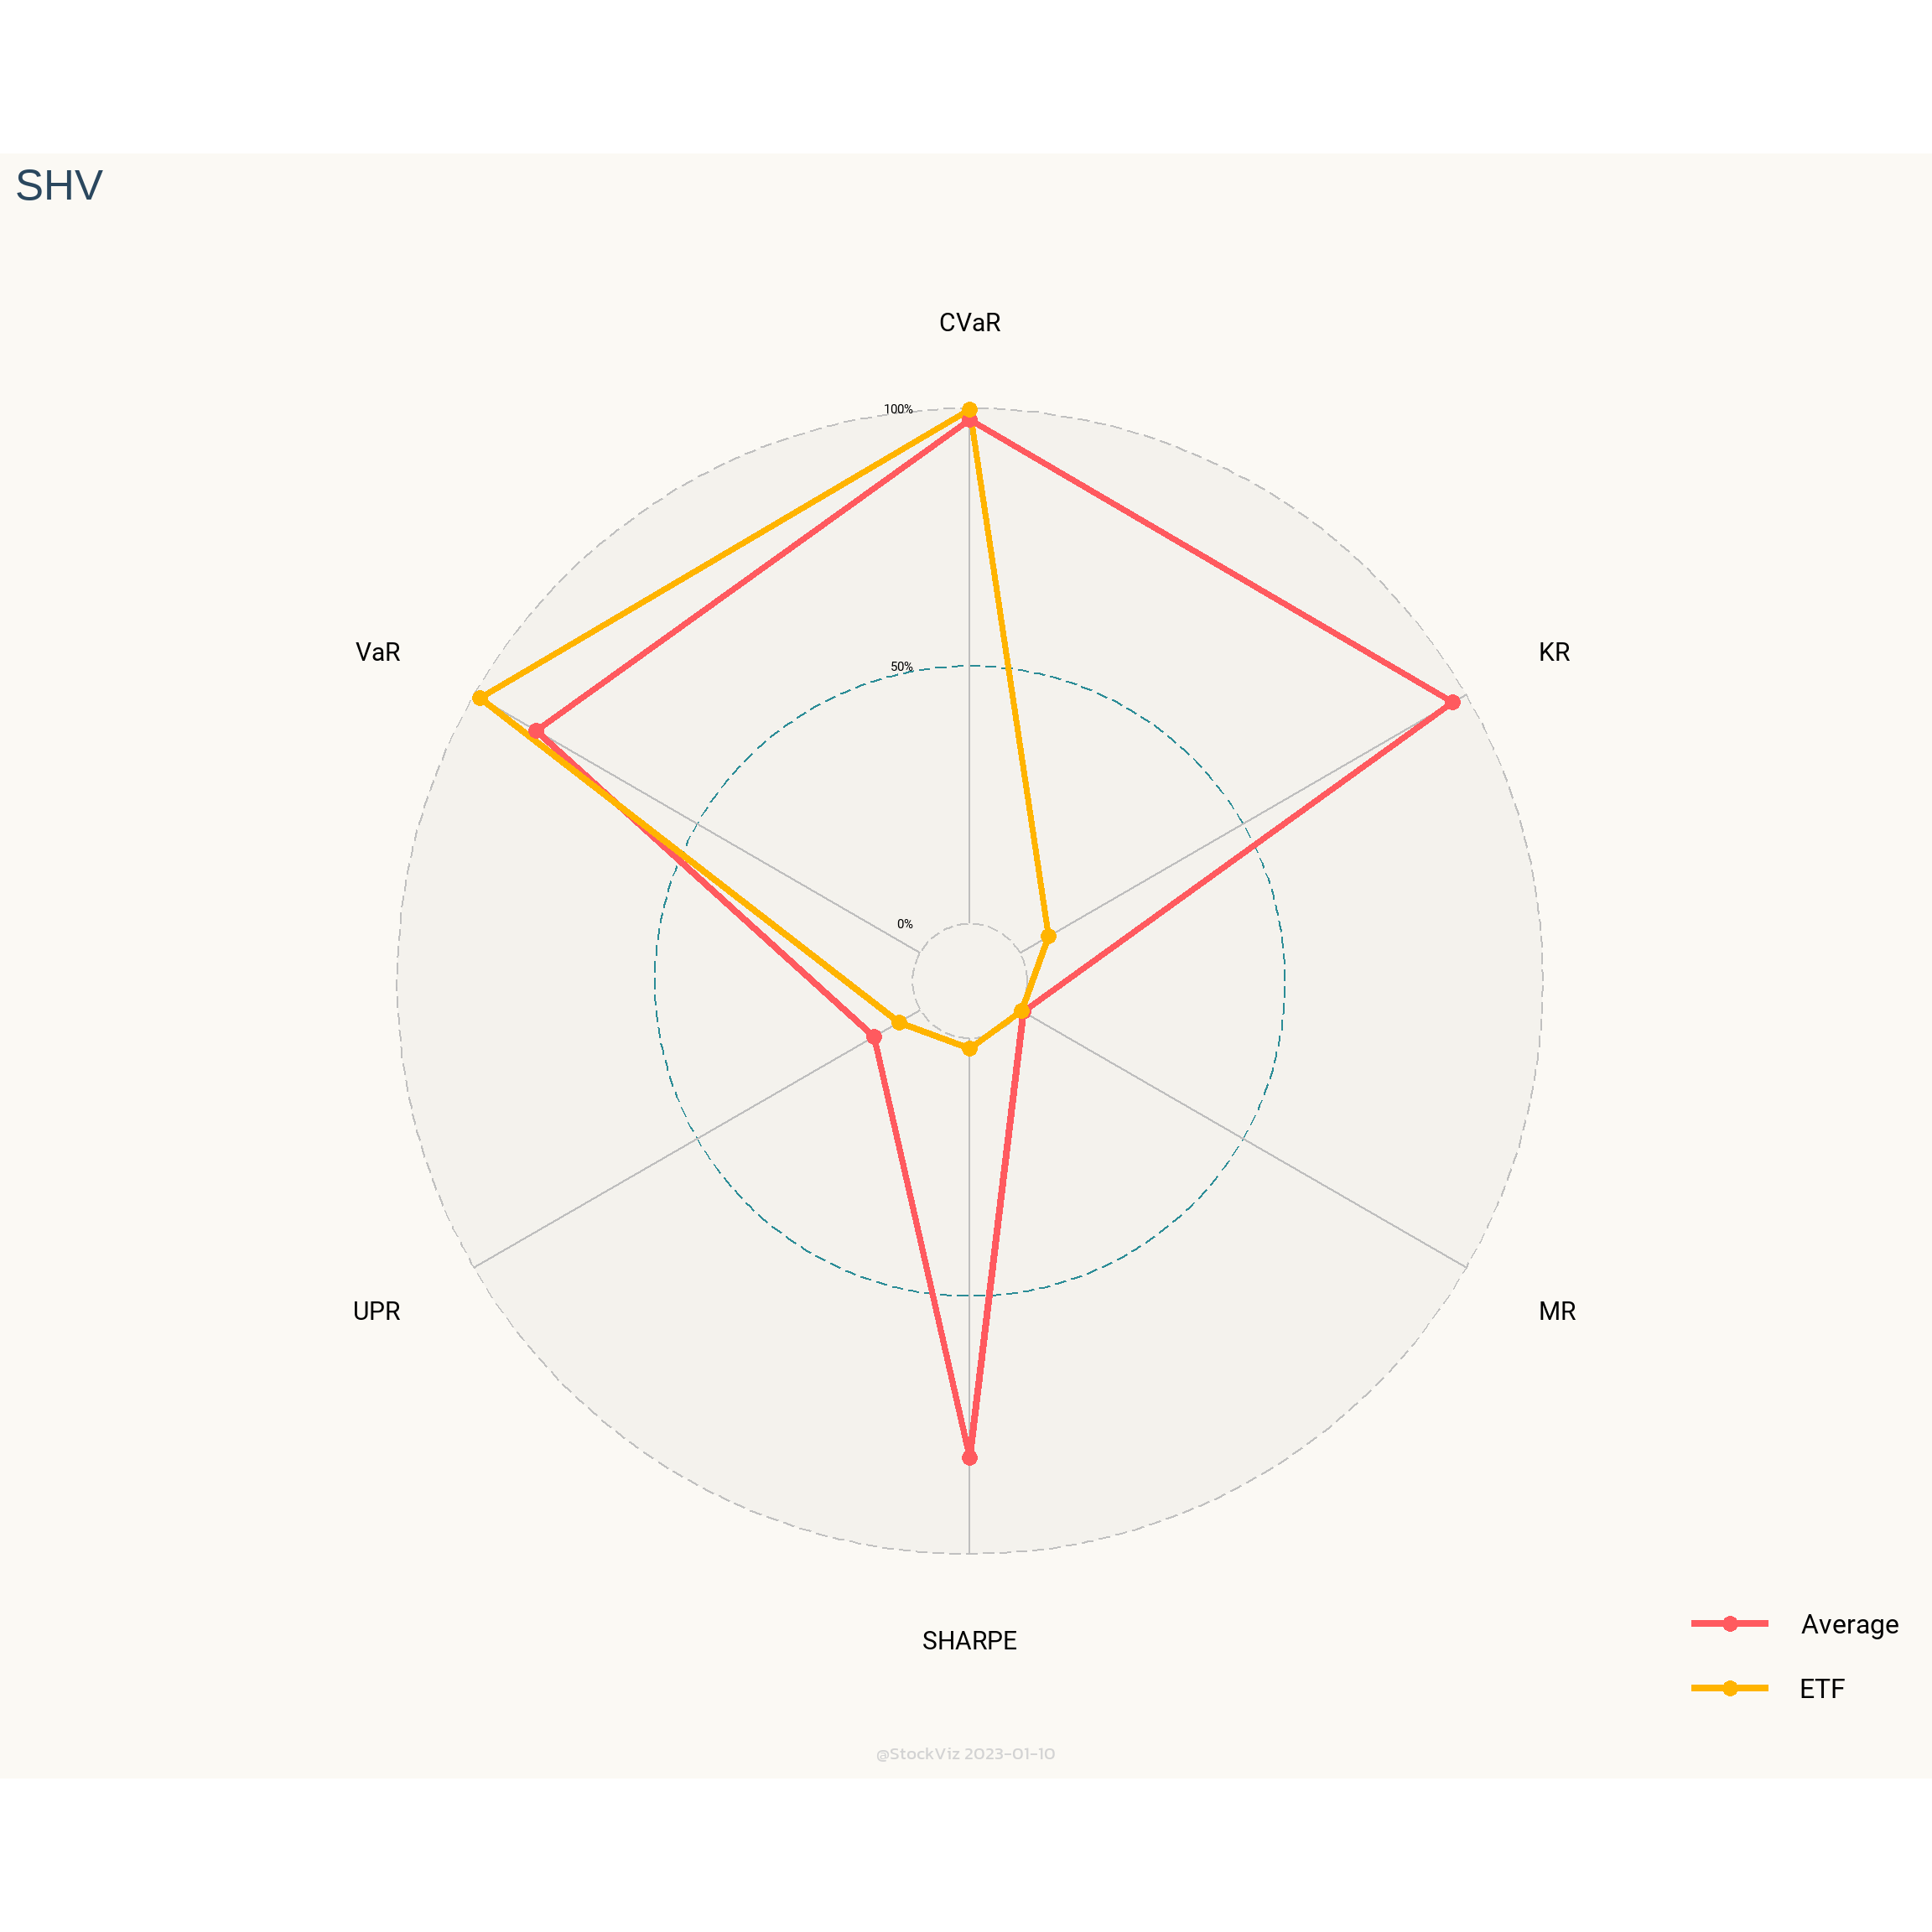 SHV
CVaR
100%
KR
VaR
50%
0%
UPR
MR
SHARPE
Average
ETF
@StockViz 2023-01-10